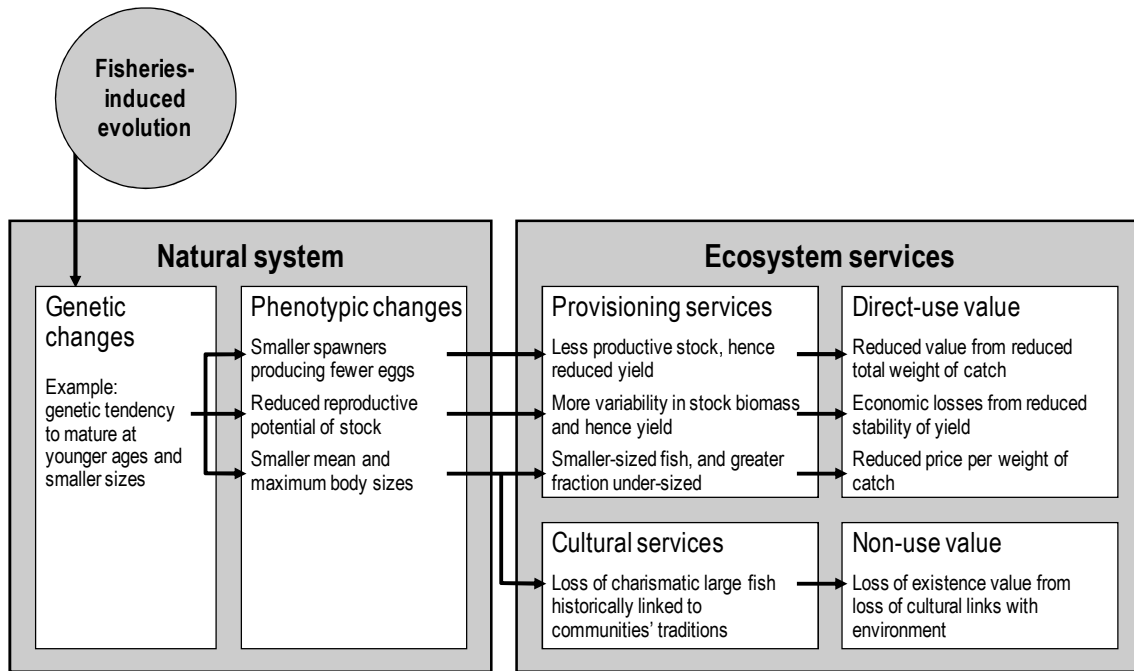 Fisheries-
induced
evolution
Natural system
Genetic
changes
Example:
genetic tendency
to mature at
younger ages and
smaller sizes
Phenotypic changes
Smaller spawners
producing fewer eggs
Reduced reproductive
potential of stock
Smaller mean and
maximum body sizes
Ecosystem services
Provisioning services
Less productive stock, hence
reduced yield
More variability in stock biomass
and hence yield
Smaller-sized fish, and greater
fraction under-sized
Direct-use value
Reduced value from reduced
total weight of catch
Economic losses from reduced
stability of yield
Reduced price per weight of
catch
Cultural services
Loss of charismatic large fish
historically linked to
communities’ traditions
Non-use value
Loss of existence value from
loss of cultural links with
environment